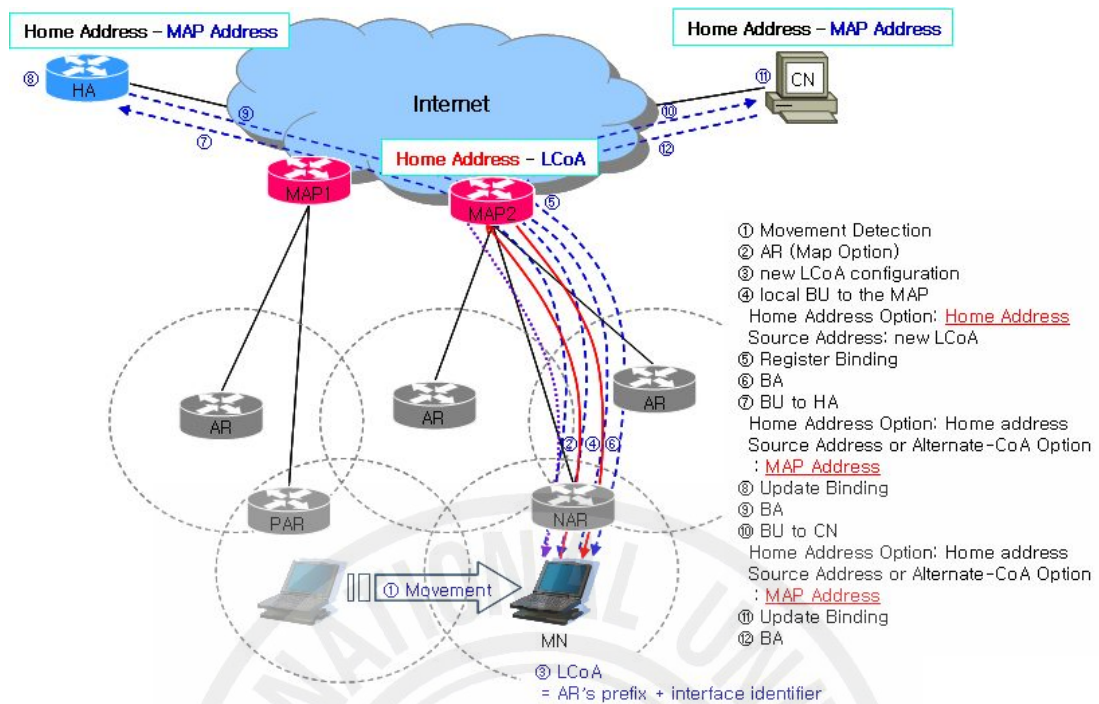 Home Address – MAP Address
Home Address – MAP Address
⑧
HA
⑪
CN
Internet
⑨
⑩
⑦
⑫
Home Address – LCoA
MAP1
MAP2
⑤
① Movement Detection
② AR (Map Option)
③ new LCoA configuration
④ local BU to the MAP
Home Address Option: Home Address
Source Address: new LCoA
⑤ Register Binding
⑥ BA
⑦ BU to HA
Home Address Option: Home address
Source Address or Alternate-CoA Option
: MAP Address
⑧ Update Binding
⑨ BA
⑩ BU to CN
Home Address Option: Home address
Source Address or Alternate-CoA Option
: MAP Address
⑪ Update Binding
⑫ BA
AR
AR
AR
② ④ ⑥
PAR
NAR
① Movement
MN
③ LCoA
= AR's prefix + interface identifier
NATIONAL UNI